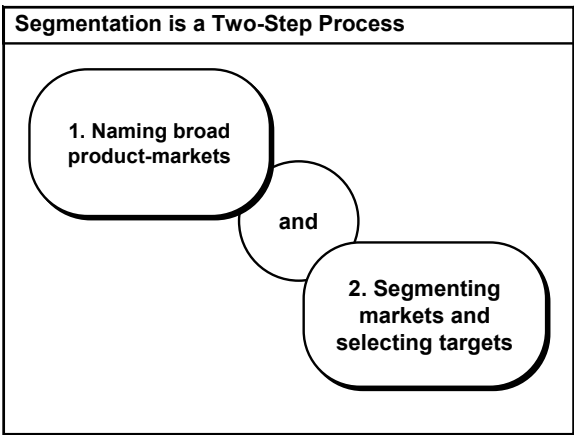 Segmentation is a Two-Step Process
1. Naming broad
product-markets
and
2. Segmenting
markets and
selecting targets